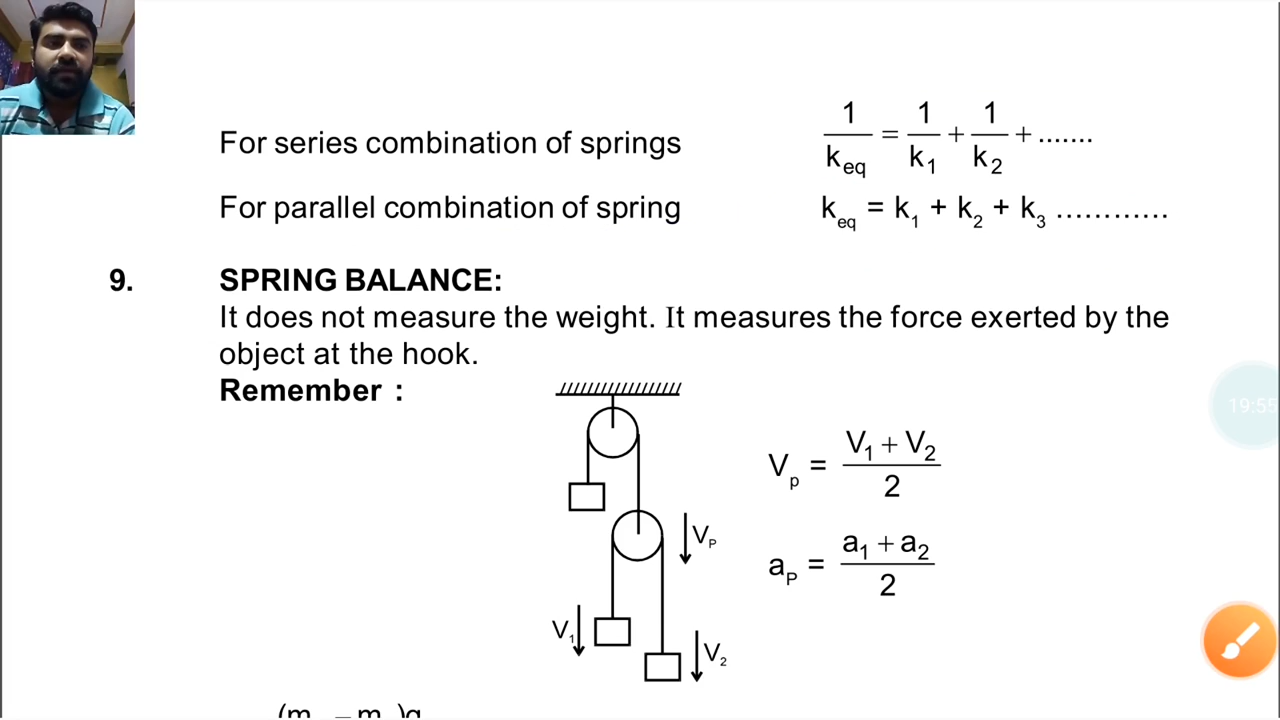 For series combination of springs 1/k_eq = 1/k_1 + 1/k_2 + .......
For parallel combination of spring k_eq = k_1 + k_2 + k_3 ............
9. SPRING BALANCE:
It does not measure the weight. It measures the force exerted by the
object at the hook.
Remember :
V_p = (V_1 + V_2)/2
V_P
a_P = (a_1 + a_2)/2
V_1
V_2
19:55